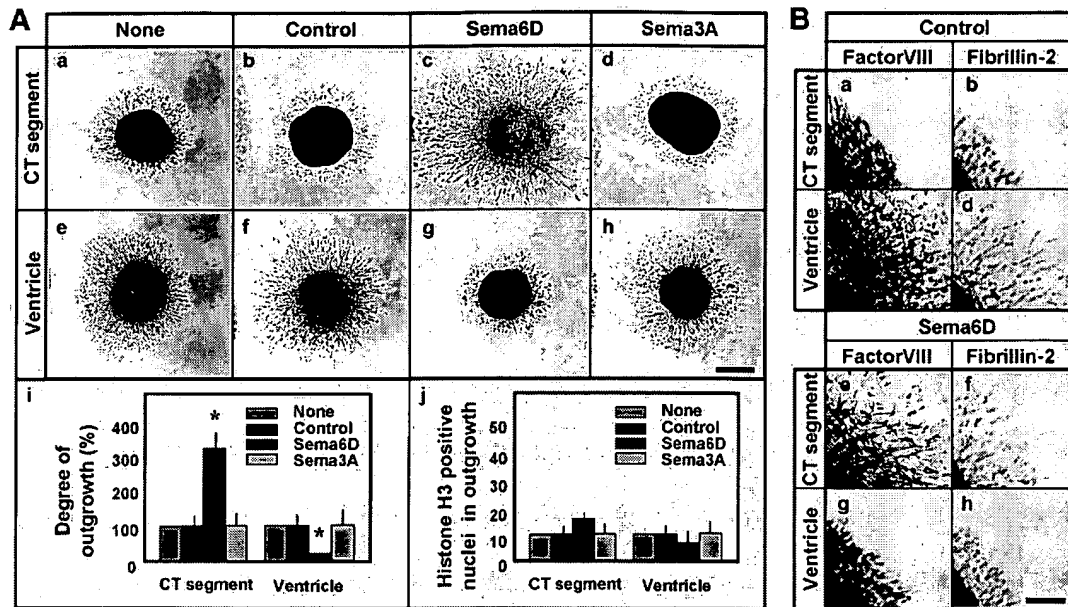 A
None Control Sema6D Sema3A
CT segment
a b c d
Ventricle
e f g h
i
Degree of outgrowth (%)
400
300
200
100
0
None
Control
Sema6D
Sema3A
*
*
CT segment Ventricle
j
Histone H3 positive nuclei in outgrowth
50
40
30
20
10
0
None
Control
Sema6D
Sema3A
CT segment Ventricle
B
Control
FactorVIII Fibrillin-2
CT segment
a b
Ventricle
d
Sema6D
FactorVIII Fibrillin-2
CT segment
e f
Ventricle
g h